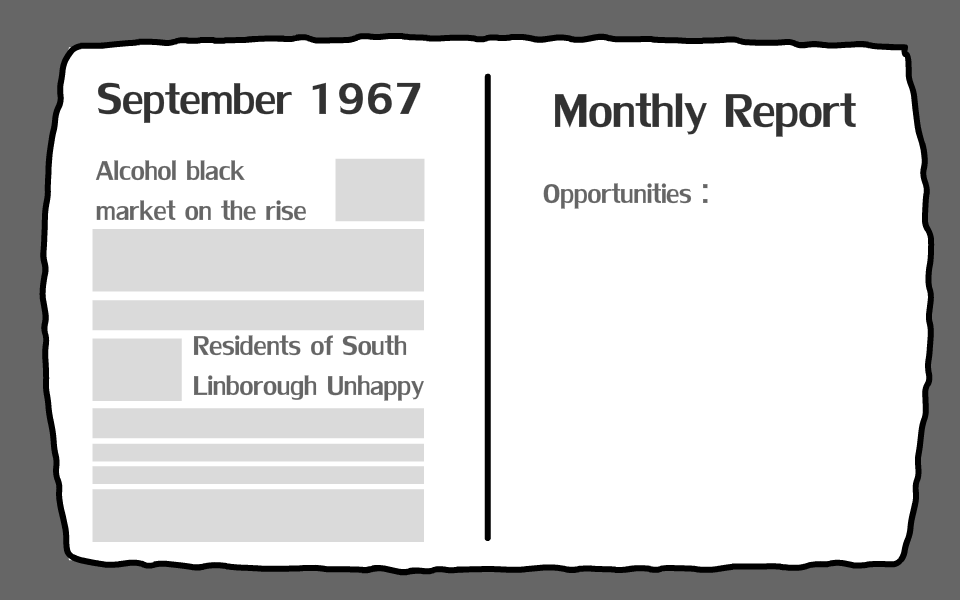 September 1967
Alcohol black
market on the rise
Residents of South
Linborough Unhappy
Monthly Report
Opportunities :